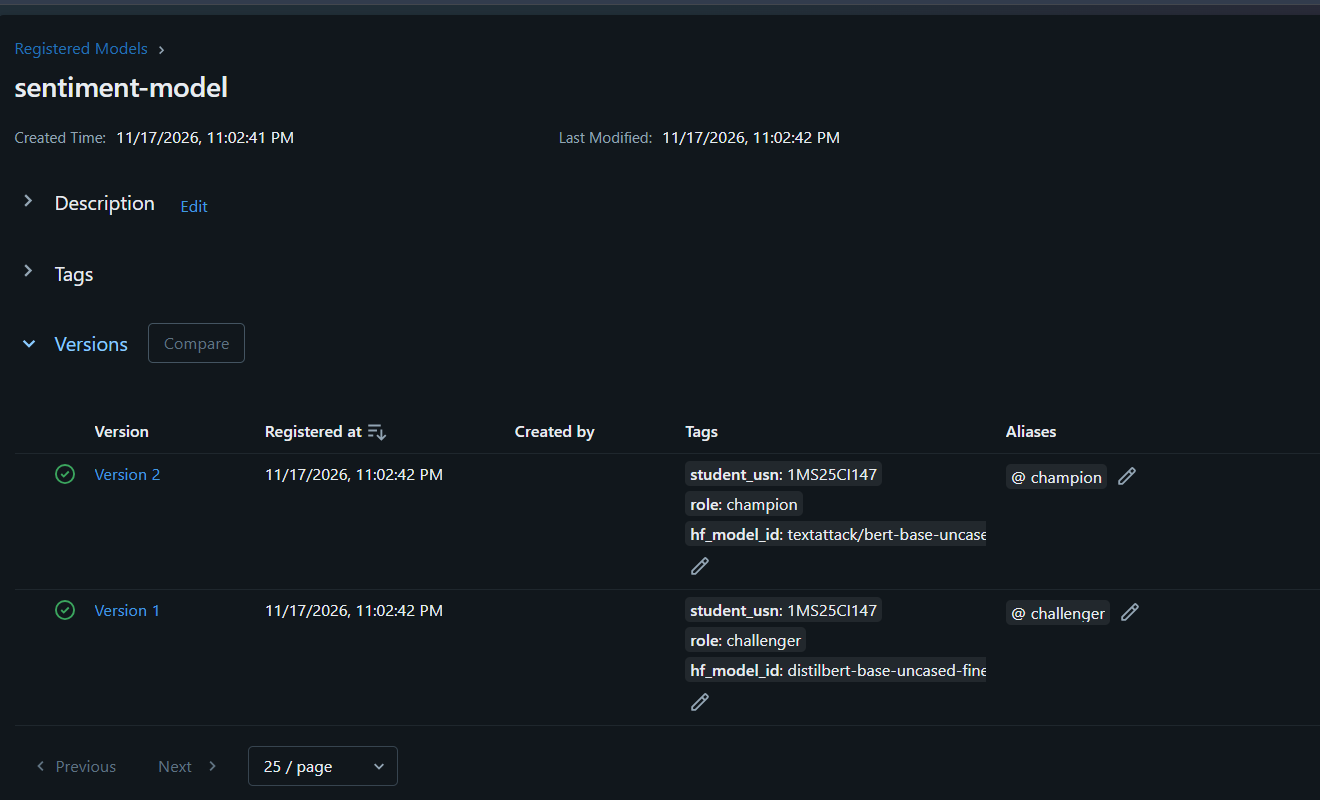 Registered Models
sentiment-model
Created Time: 11/17/2026, 11:02:41 PM Last Modified: 11/17/2026, 11:02:42 PM
Description Edit
Tags
Versions Compare
Version Registered at Created by Tags Aliases
Version 2 11/17/2026, 11:02:42 PM student_usn: 1MS25CI147 @ champion
role: champion
hf_model_id: textattack/bert-base-uncase
Version 1 11/17/2026, 11:02:42 PM student_usn: 1MS25CI147 @ challenger
role: challenger
hf_model_id: distilbert-base-uncased-fine
Previous Next 25 / page